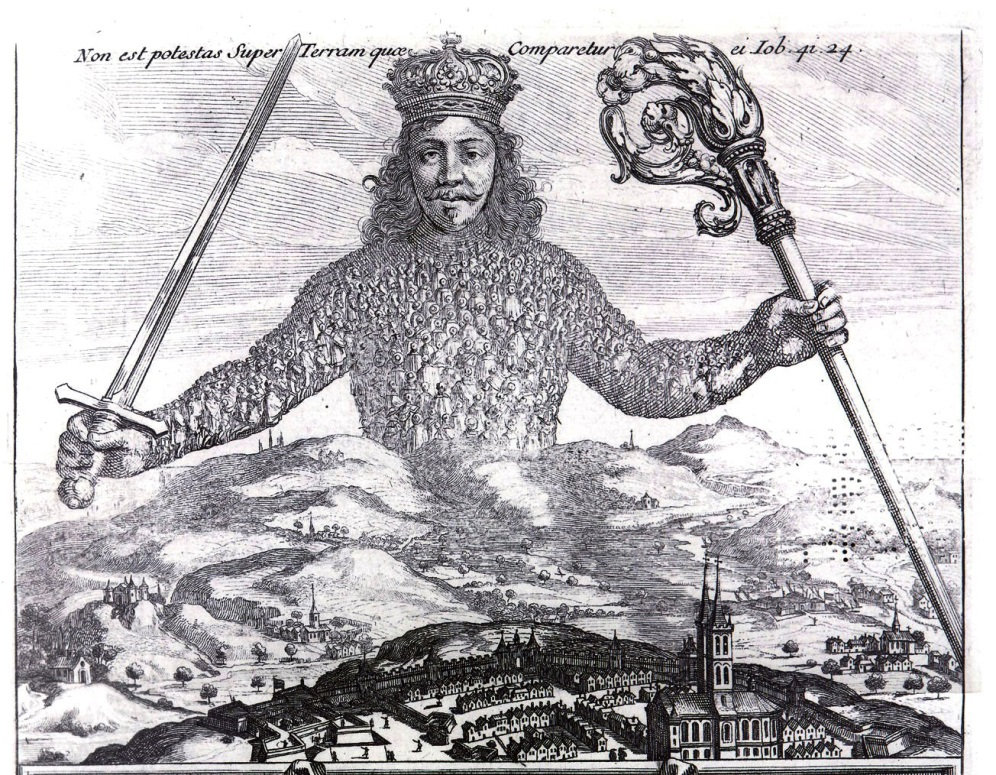 Non est potestas Super Terram quæ Comparetur ei Iob. 41. 24.